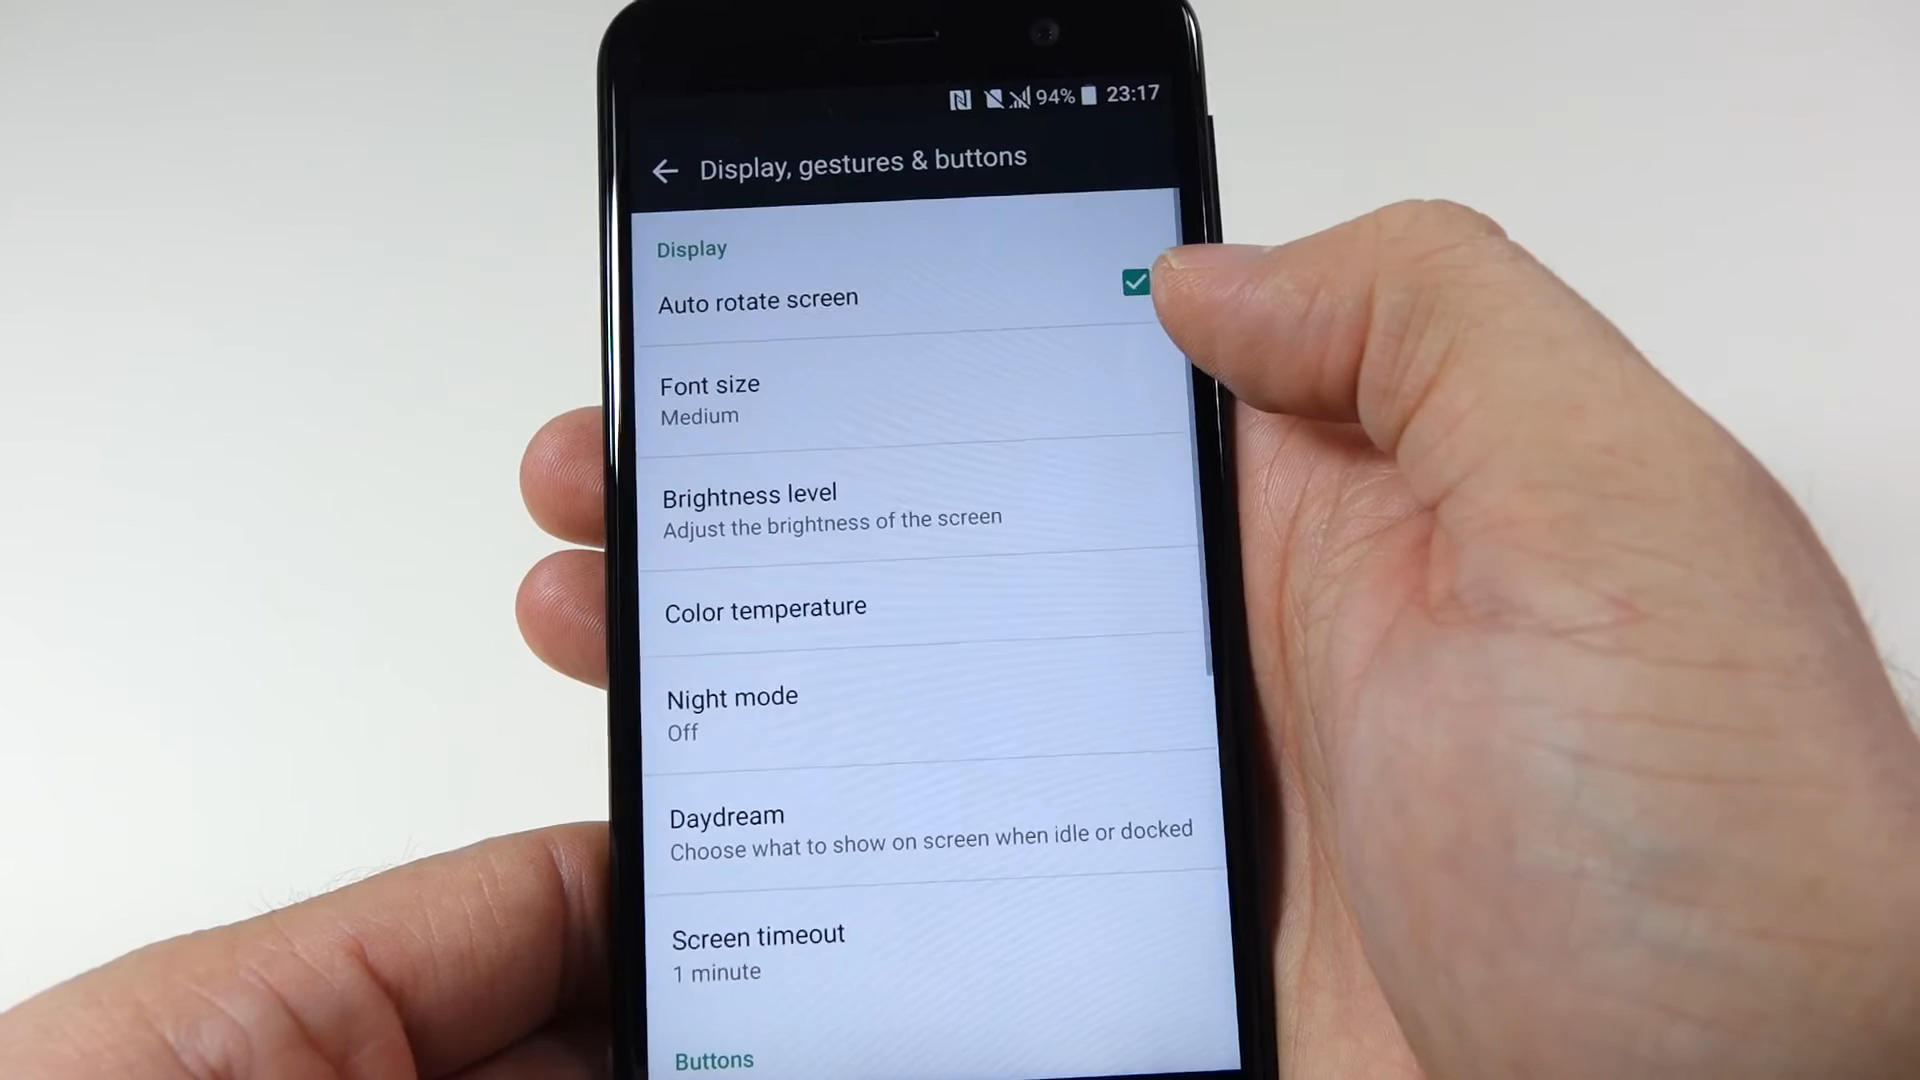 94% 23:17
Display, gestures & buttons
Display
Auto rotate screen
Font size
Medium
Brightness level
Adjust the brightness of the screen
Color temperature
Night mode
Off
Daydream
Choose what to show on screen when idle or docked
Screen timeout
1 minute
Buttons